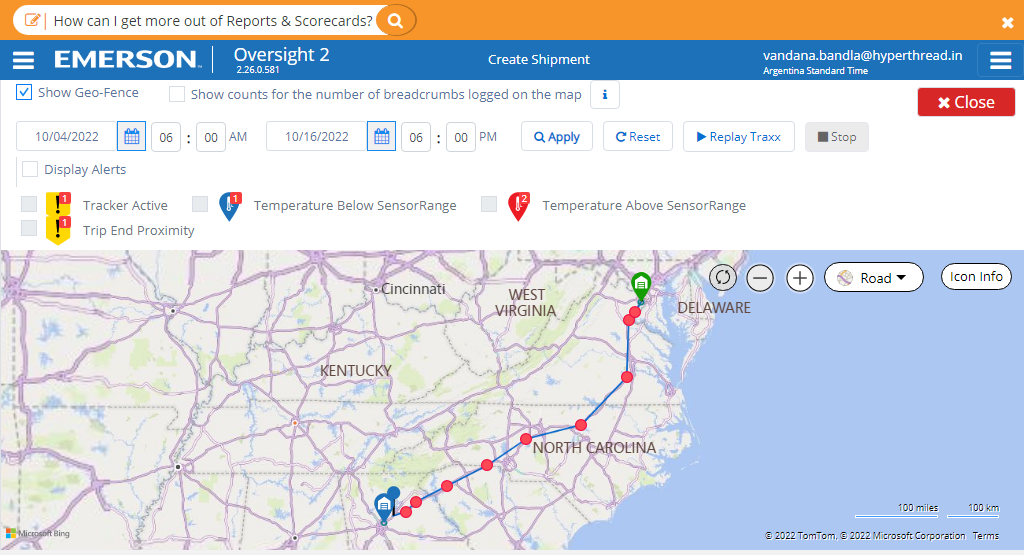 How can I get more out of Reports & Scorecards?
EMERSON
Oversight 2
2.26.0.581
Create Shipment
vandana.bandla@hyperthread.in
Argentina Standard Time
Show Geo-Fence
Show counts for the number of breadcrumbs logged on the map
i
Close
10/04/2022
06 : 00 AM
10/16/2022
06 : 00 PM
Apply
Reset
Replay Traxx
Stop
Display Alerts
1
Tracker Active
1
Temperature Below SensorRange
2
Temperature Above SensorRange
1
Trip End Proximity
Road
Icon Info
Cincinnati
WEST
VIRGINIA
DELAWARE
KENTUCKY
NORTH CAROLINA
100 miles
100 km
Microsoft Bing
© 2022 TomTom, © 2022 Microsoft Corporation Terms